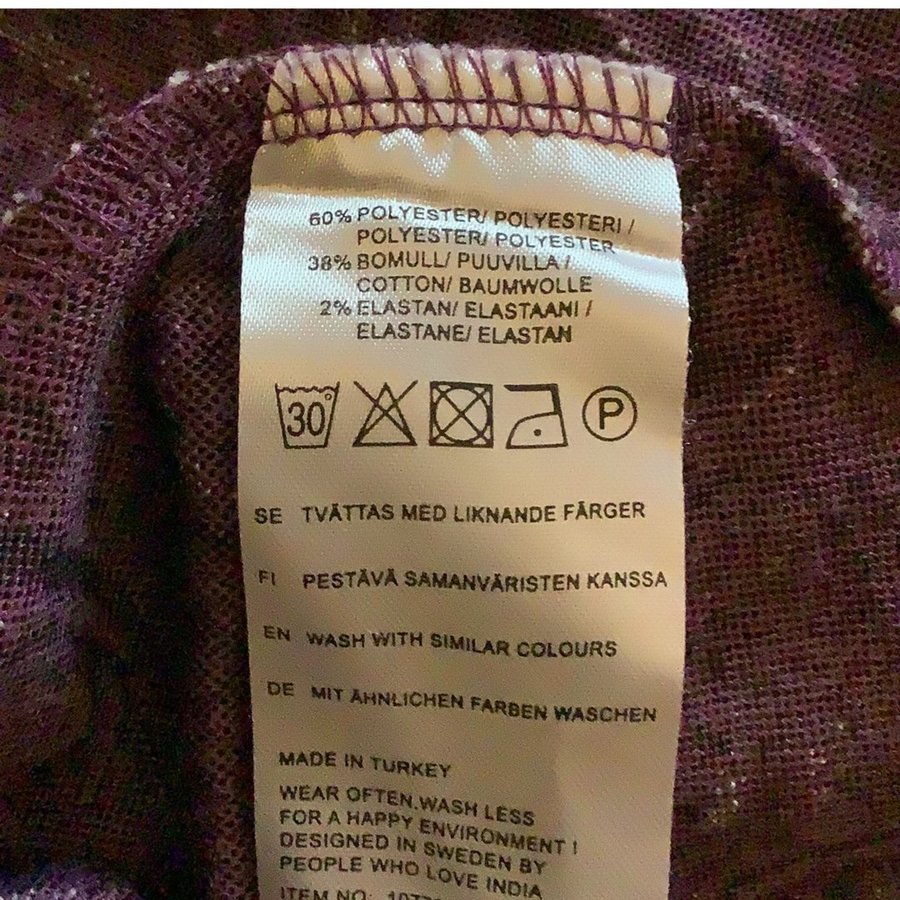 60% POLYESTER/ POLYESTERI /
POLYESTER/ POLYESTER
38% BOMULL/ PUUVILLA /
COTTON/ BAUMWOLLE
2% ELASTAN/ ELASTAANI /
ELASTANE/ ELASTAN
30°
P
SE TVÄTTAS MED LIKNANDE FÄRGER
FI PESTÄVÄ SAMANVÄRISTEN KANSSA
EN WASH WITH SIMILAR COLOURS
DE MIT ÄHNLICHEN FARBEN WASCHEN
MADE IN TURKEY
WEAR OFTEN.WASH LESS
FOR A HAPPY ENVIRONMENT !
DESIGNED IN SWEDEN BY
PEOPLE WHO LOVE INDIA
ITEM NO: